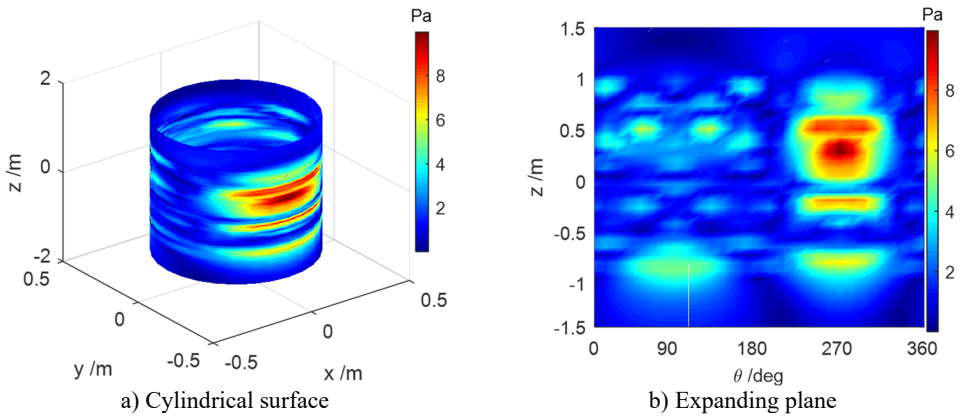 Pa
8
6
4
2
2
0
-2
z /m
0.5
0
-0.5
y /m
-0.5
0
0.5
x /m
a) Cylindrical surface
Pa
8
6
4
2
1.5
1
0.5
0
-0.5
-1
-1.5
z /m
0 90 180 270 360
θ /deg
b) Expanding plane